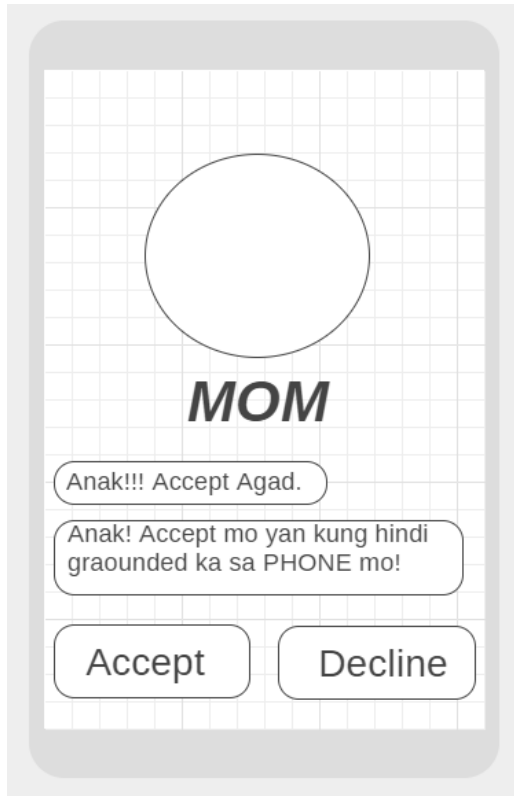 MOM
Anak!!! Accept Agad.
Anak! Accept mo yan kung hindi
graounded ka sa PHONE mo!
Accept
Decline